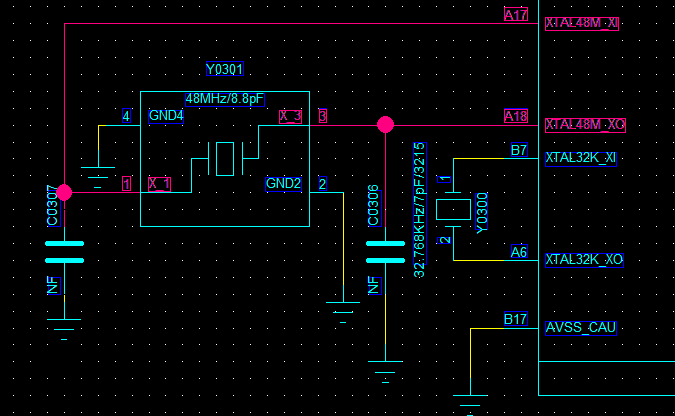 A17
XTAL48M_XI
Y0301
48MHz/8.8pF
4
GND4
X_3
3
A18
XTAL48M_XO
B7
XTAL32K_XI
1
X_1
GND2
2
C0307
C0306
32.768KHz/7pF/3215
1
Y0300
2
A6
XTAL32K_XO
NF
NF
B17
AVSS_CAU